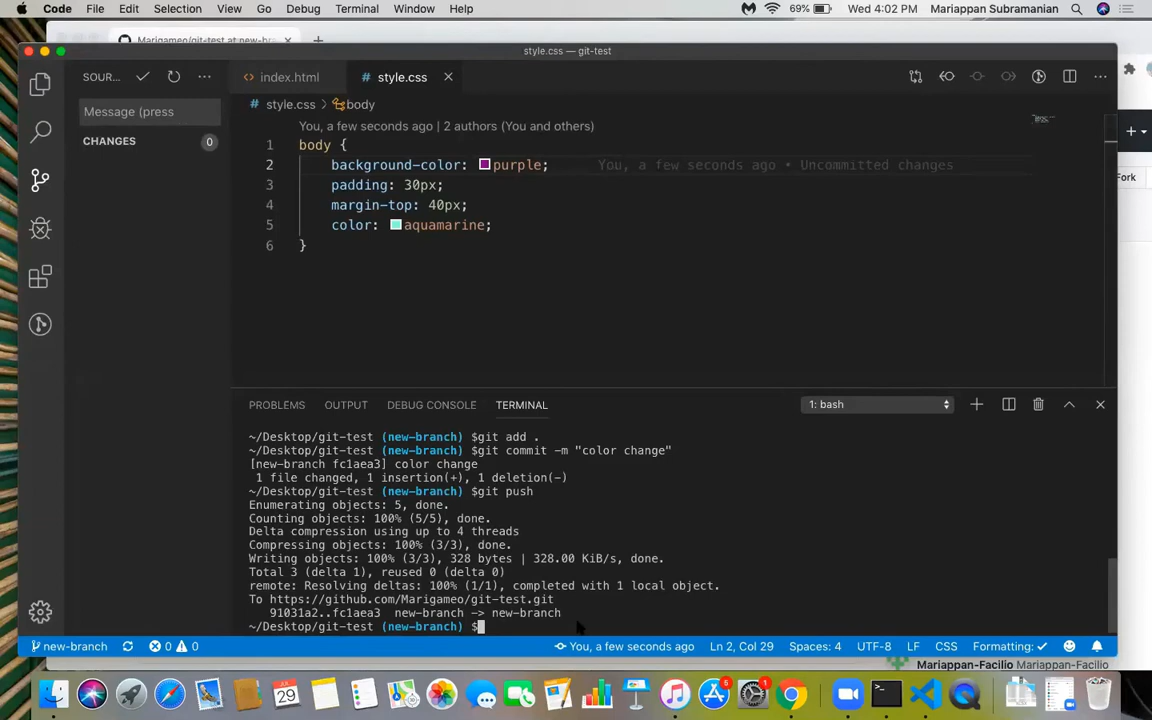 Code File Edit Selection View Go Debug Terminal Window Help 69% Wed 4:02 PM Mariappan Subramanian
Marigameo/git-test at new-br
style.css — git-test
SOUR...
index.html
style.css
style.css > body
Message (press
CHANGES 0
You, a few seconds ago | 2 authors (You and others)
1 body {
2 background-color: purple; You, a few seconds ago • Uncommitted changes
3 padding: 30px;
4 margin-top: 40px;
5 color: aquamarine;
6 }
Fork
PROBLEMS OUTPUT DEBUG CONSOLE TERMINAL 1: bash
~/Desktop/git-test (new-branch) $git add .
~/Desktop/git-test (new-branch) $git commit -m "color change"
[new-branch fc1aea3] color change
1 file changed, 1 insertion(+), 1 deletion(-)
~/Desktop/git-test (new-branch) $git push
Enumerating objects: 5, done.
Counting objects: 100% (5/5), done.
Delta compression using up to 4 threads
Compressing objects: 100% (3/3), done.
Writing objects: 100% (3/3), 328 bytes | 328.00 KiB/s, done.
Total 3 (delta 1), reused 0 (delta 0)
remote: Resolving deltas: 100% (1/1), completed with 1 local object.
To https://github.com/Marigameo/git-test.git
91031a2..fc1aea3 new-branch -> new-branch
~/Desktop/git-test (new-branch) $
new-branch 0 0 You, a few seconds ago Ln 2, Col 29 Spaces: 4 UTF-8 LF CSS Formatting: ✓
Mariappan-Facilio Mariappan-Facilio
29
5
1